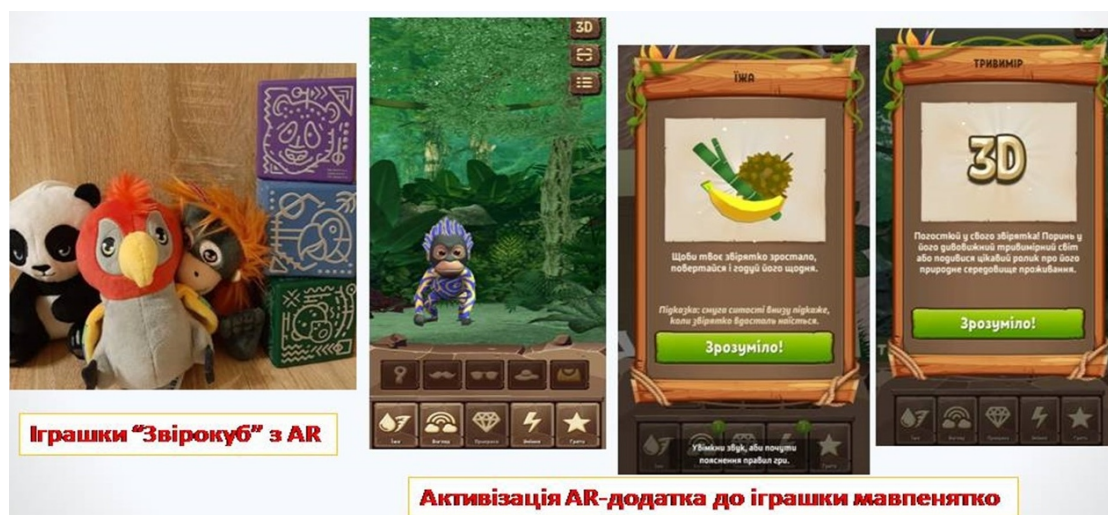 3D
ЇЖА
Щоби твоє звірятко зростало,
повертайся і годуй його щодня.
Підказка: смуга ситості внизу підкаже,
коли звірятко вдосталь наїсться.
Зрозуміло!
Увімкни звук, аби почути
пояснення правил гри.
ТРИВИМІР
3D
Погостюй у свого звірятка! Поринь у
його дивовижний тривимірний світ
або подивися цікавий ролик про його
природне середовище проживання.
Зрозуміло!
Іграшки “Звірокуб” з AR
Активізація AR-додатка до іграшки мавпенятко